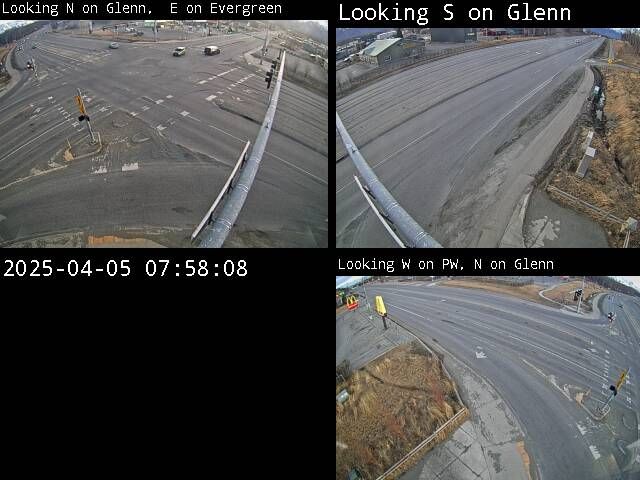 Looking N on Glenn,  E on Evergreen
Looking S on Glenn
2025-04-05 07:58:08
Looking W on PW, N on Glenn